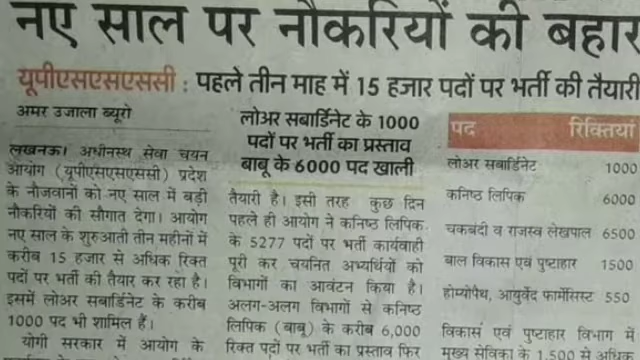 नए साल पर नौकरियों की बहार
यूपीएसएसएससी : पहले तीन माह में 15 हजार पदों पर भर्ती की तैयारी
अमर उजाला ब्यूरो
लखनऊ। अधीनस्थ सेवा चयन
आयोग (यूपीएसएसएससी) प्रदेश
के नौजवानों को नए साल में बड़ी
नौकरियों की सौगात देगा। आयोग
नए साल के शुरुआती तीन महीनों में
करीब 15 हजार से अधिक रिक्त
पदों पर भर्ती की तैयार कर रहा है।
इसमें लोअर सबार्डिनेट के करीब
1000 पद भी शामिल हैं।
योगी सरकार में आयोग के
लोअर सबार्डिनेट के 1000
पदों पर भर्ती का प्रस्ताव
बाबू के 6000 पद खाली
तैयारी है। इसी तरह कुछ दिन
पहले ही आयोग ने कनिष्ठ लिपिक
के 5277 पदों पर भर्ती कार्यवाही
पूरी कर चयनित अभ्यर्थियों को
विभागों का आवंटन किया है।
अलग-अलग विभागों से कनिष्ठ
लिपिक (बाबू) के करीब 6,000
रिक्त पदों पर भर्ती का प्रस्ताव फिर
पद रिक्तियां
लोअर सबार्डिनेट 1000
कनिष्ठ लिपिक 6000
चकबंदी व राजस्व लेखपाल 6500
बाल विकास एवं पुष्टाहार 1500
होम्योपैथ, आयुर्वेद फार्मेसिस्ट 550
विकास एवं पुष्टाहार विभाग में
मुख्य सेविका के 1,500 से अधिक